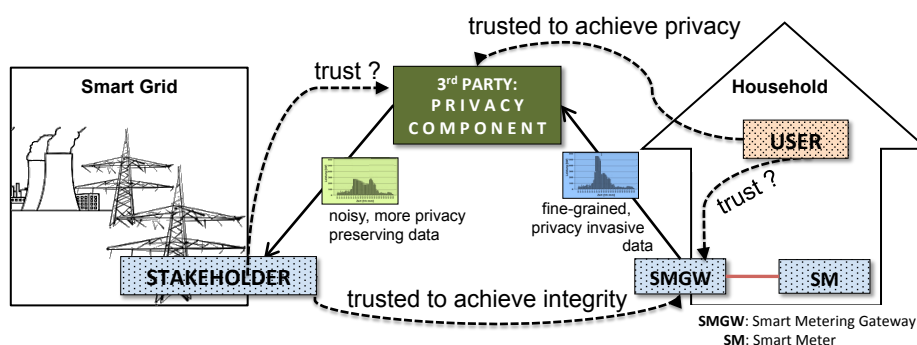 trusted to achieve privacy
Smart Grid
trust ?
3rd PARTY:
PRIVACY
COMPONENT
Household
USER
trust ?
noisy, more privacy
preserving data
fine-grained,
privacy invasive
data
STAKEHOLDER
trusted to achieve integrity
SMGW
SM
SMGW: Smart Metering Gateway
SM: Smart Meter